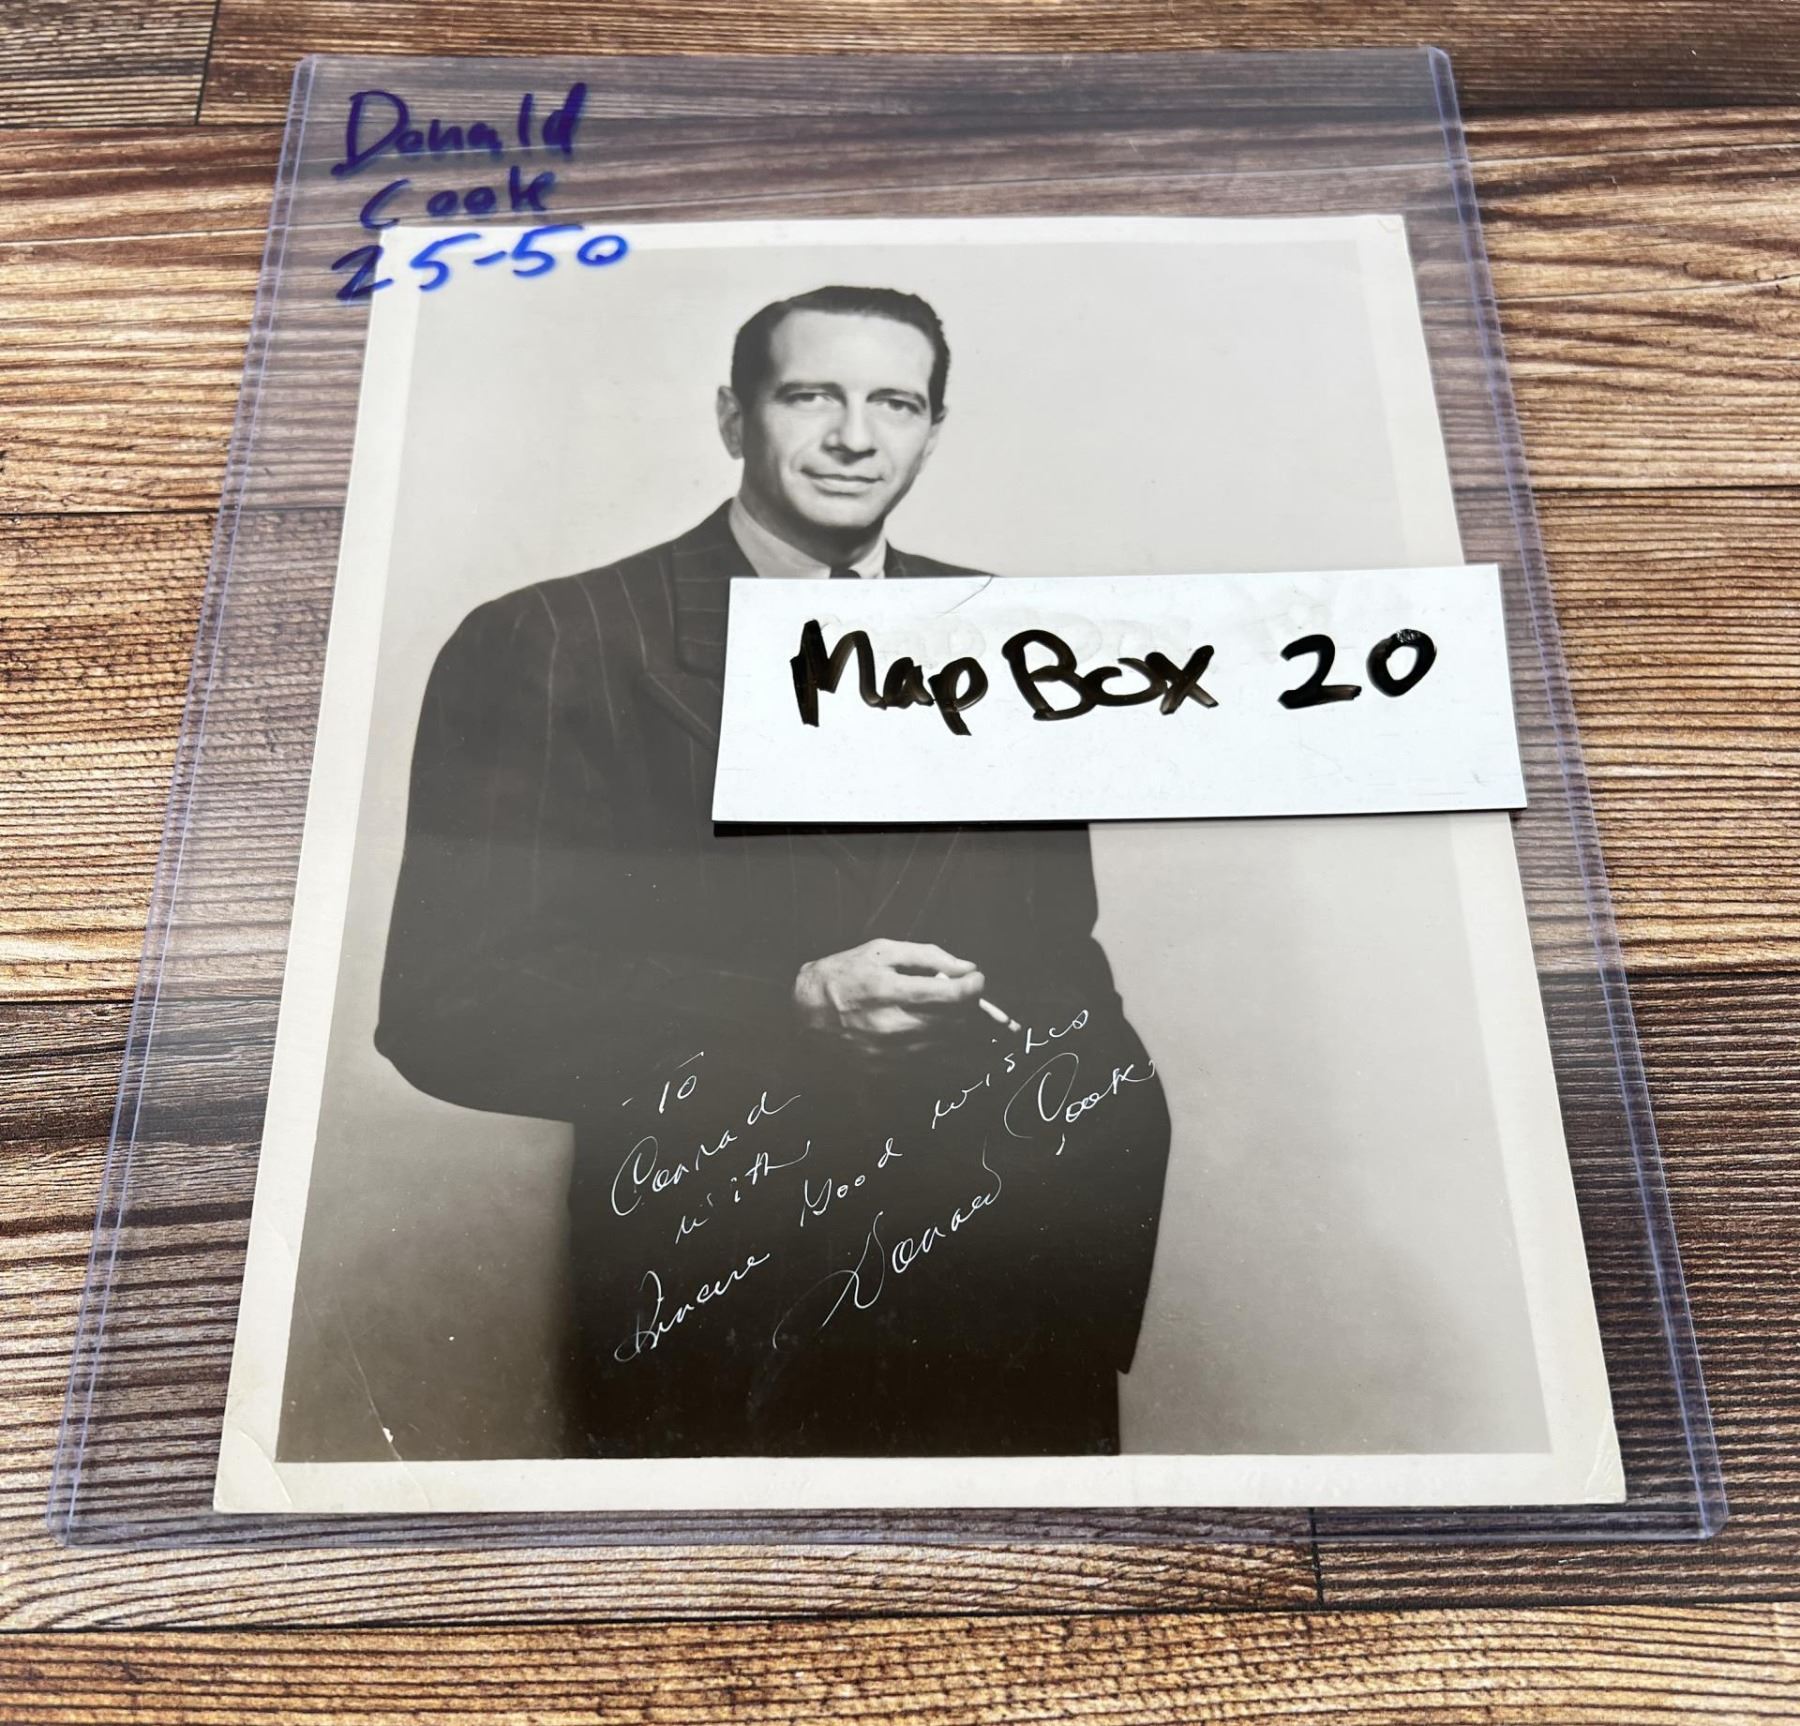 Donald
Cook
25-50
Map Box 20
To
Conrad
with
Sincere Good wishes
Donald Cook